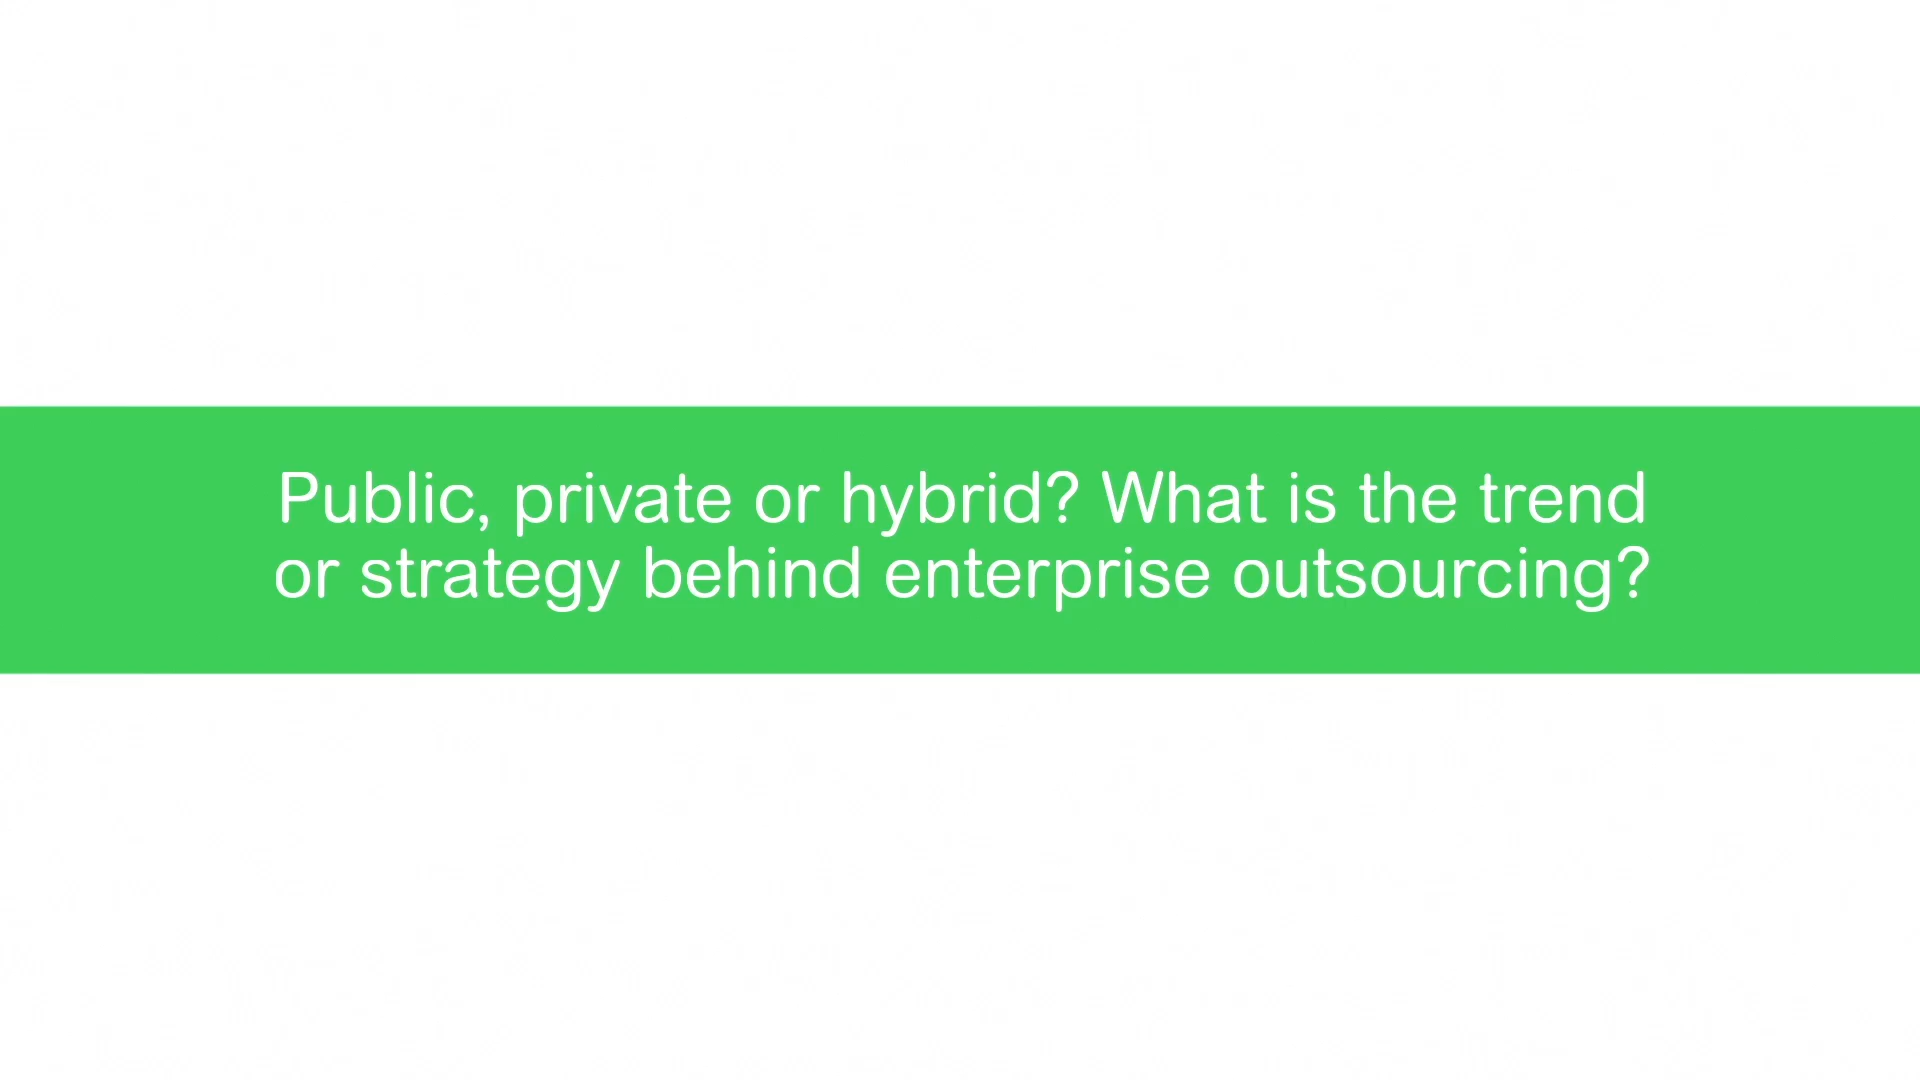 Public, private or hybrid? What is the trend
or strategy behind enterprise outsourcing?